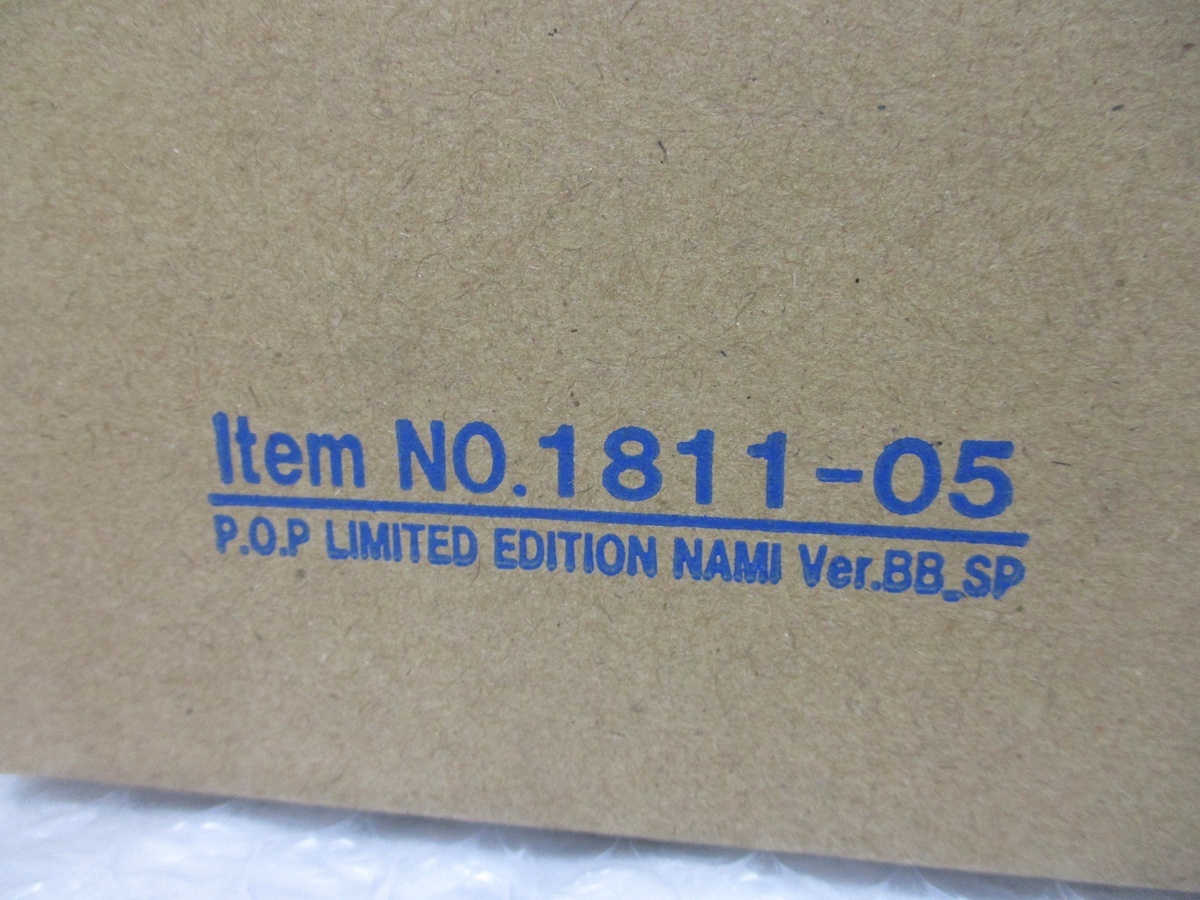 Item NO.1811-05
P.O.P LIMITED EDITION NAMI Ver.BB_SP